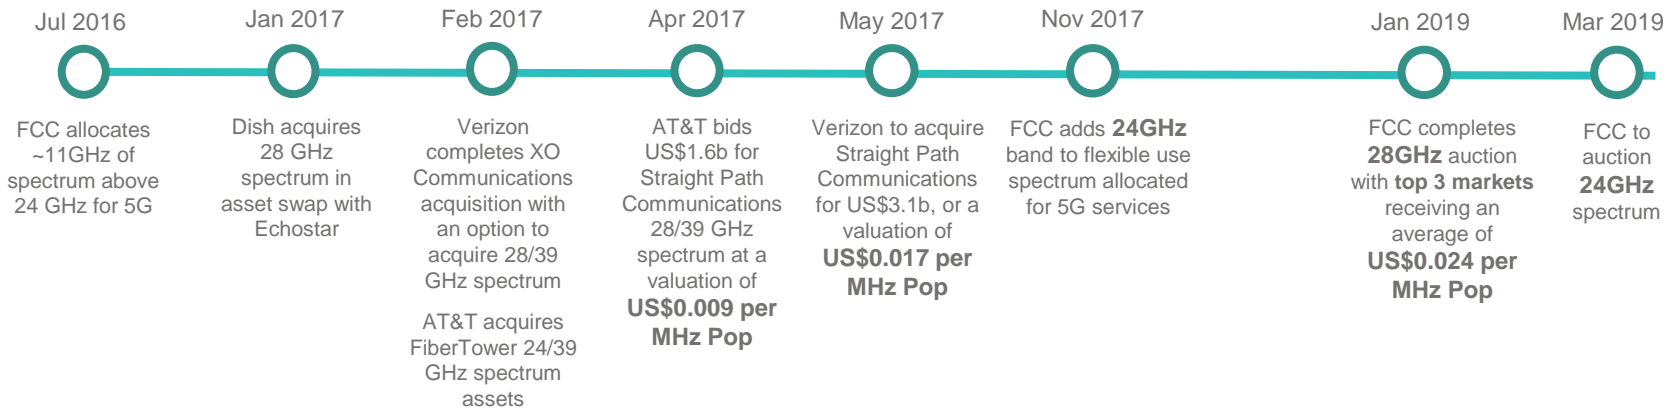 Jul 2016
FCC allocates
~11GHz of
spectrum above
24 GHz for 5G
Jan 2017
Dish acquires
28 GHz
spectrum in
asset swap with
Echostar
Feb 2017
Verizon
completes XO
Communications
acquisition with
an option to
acquire 28/39
GHz spectrum
AT&T acquires
FiberTower 24/39
GHz spectrum
assets
Apr 2017
AT&T bids
US$1.6b for
Straight Path
Communications
28/39 GHz
spectrum at a
valuation of
US$0.009 per
MHz Pop
May 2017
Verizon to acquire
Straight Path
Communications
for US$3.1b, or a
valuation of
US$0.017 per
MHz Pop
Nov 2017
FCC adds 24GHz
band to flexible use
spectrum allocated
for 5G services
Jan 2019
FCC completes
28GHz auction
with top 3 markets
receiving an
average of
US$0.024 per
MHz Pop
Mar 2019
FCC to
auction
24GHz
spectrum